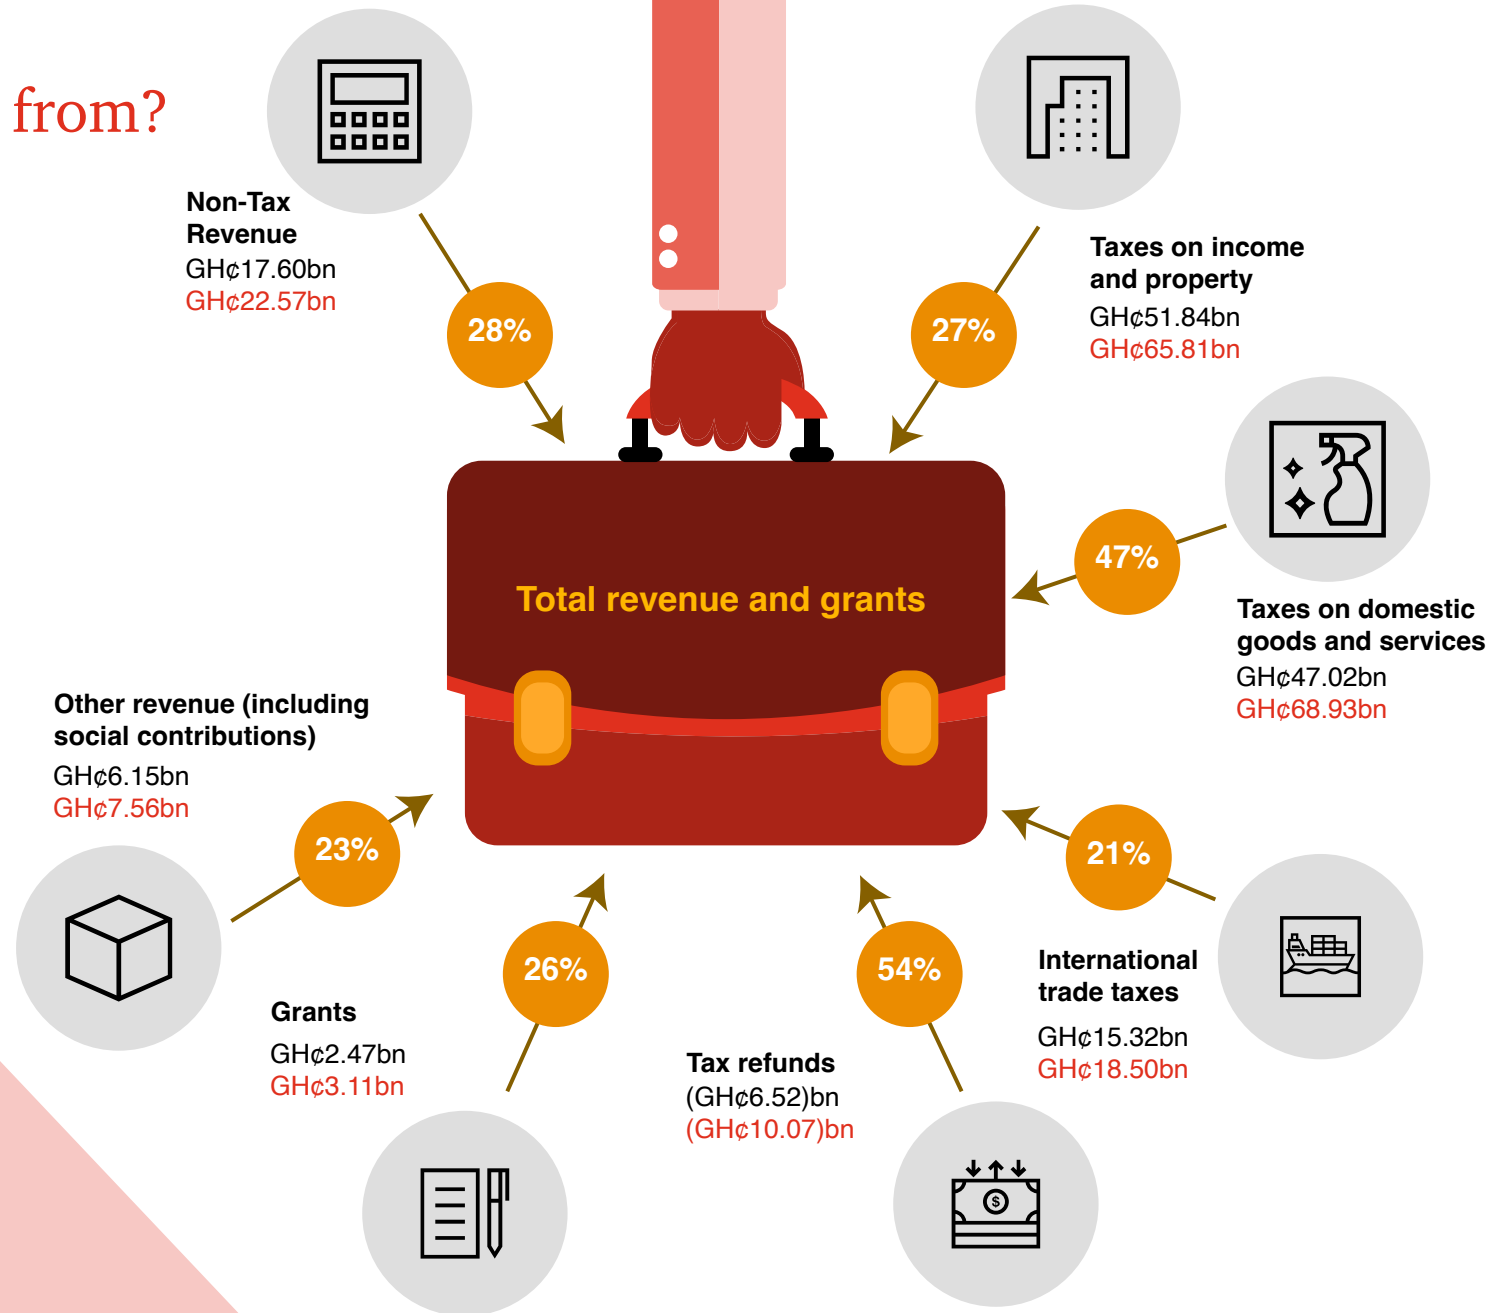 from?
Non-Tax
Revenue
GH¢17.60bn
GH¢22.57bn
28%
27%
Taxes on income
and property
GH¢51.84bn
GH¢65.81bn
47%
Taxes on domestic
goods and services
GH¢47.02bn
GH¢68.93bn
Total revenue and grants
Other revenue (including
social contributions)
GH¢6.15bn
GH¢7.56bn
23%
21%
International
trade taxes
GH¢15.32bn
GH¢18.50bn
26%
Grants
GH¢2.47bn
GH¢3.11bn
54%
Tax refunds
(GH¢6.52)bn
(GH¢10.07)bn
$